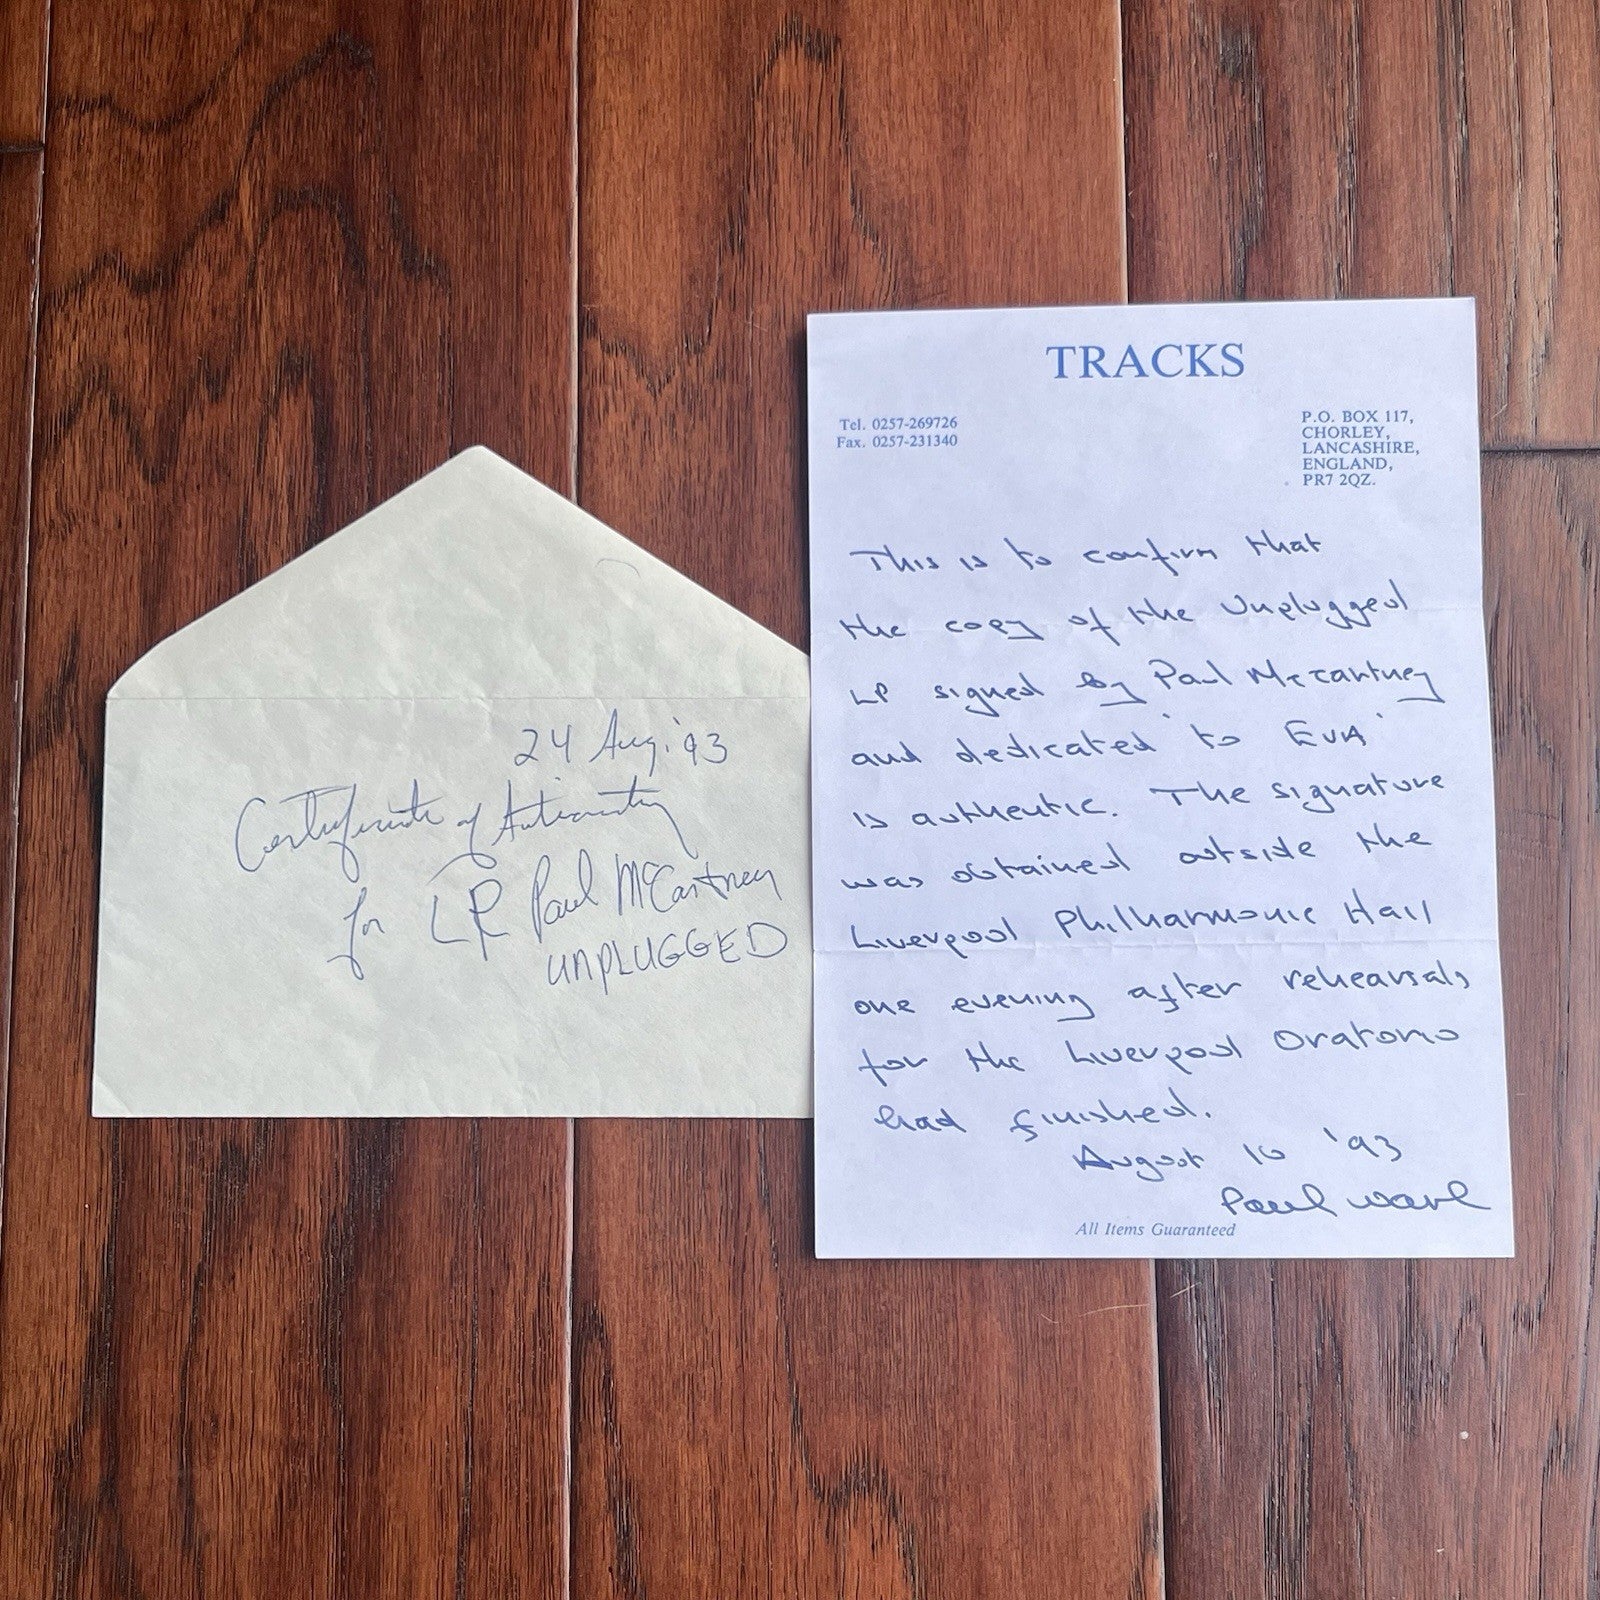 24 Aug. '93
Certificate of Autienticity
for LP Paul McCartney
UNPLUGGED
TRACKS
Tel. 0257-269726
Fax. 0257-231340
P.O. BOX 117,
CHORLEY,
LANCASHIRE,
ENGLAND,
PR7 2QZ.
This is to confirm that
the copy of the Unplugged
LP signed by Paul McCartney
and dedicated to 'EVA'
is authentic. The signature
was obtained outside the
Liverpool Philharmonic Hall
one evening after rehearsals
for the Liverpool Oratorio
had finished.
August 10 '93
Paul Wane
All Items Guaranteed